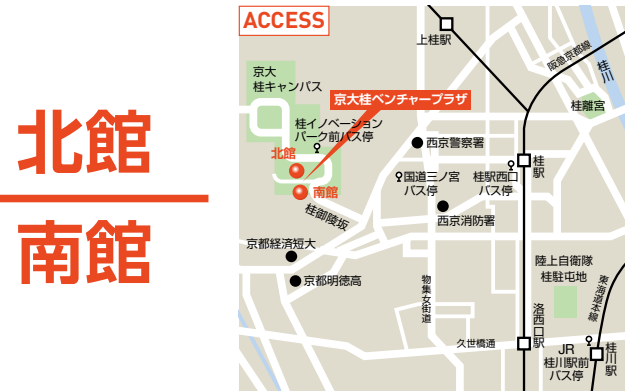 北館
南館
ACCESS
上桂駅
阪急京都線
桂川
京大
桂キャンパス
京大桂ベンチャープラザ
桂離宮
桂イノベーション
パーク前バス停
西京警察署
北館
桂駅
国道三ノ宮
バス停
桂駅西口
バス停
南館
西京消防署
桂御陵坂
京都経済短大
京都明徳高
物集女街道
陸上自衛隊
桂駐屯地
東海道本線
洛西口駅
久世橋通
JR
桂川駅前
バス停
桂川駅